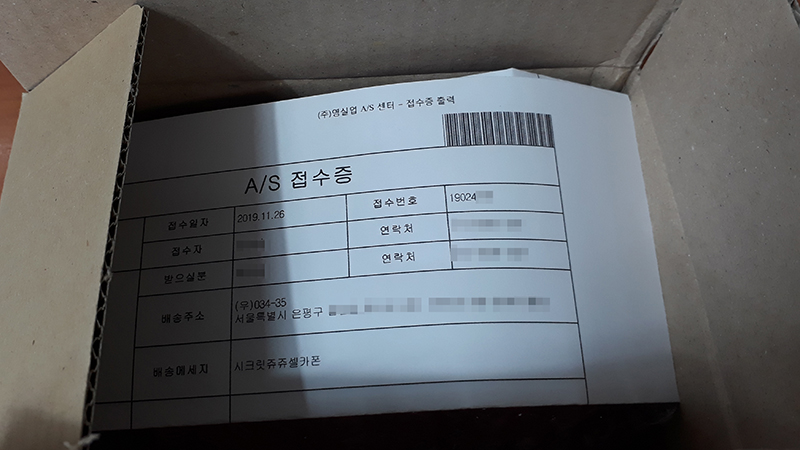 (주)영실업 A/S 센터 - 접수증 출력
A/S 접수증
접수일자 2019.11.26 접수번호 19024
접수자 연락처
받으실분 연락처
배송주소 (우)034-35
서울특별시 은평구
배송메세지 시크릿쥬쥬셀카폰